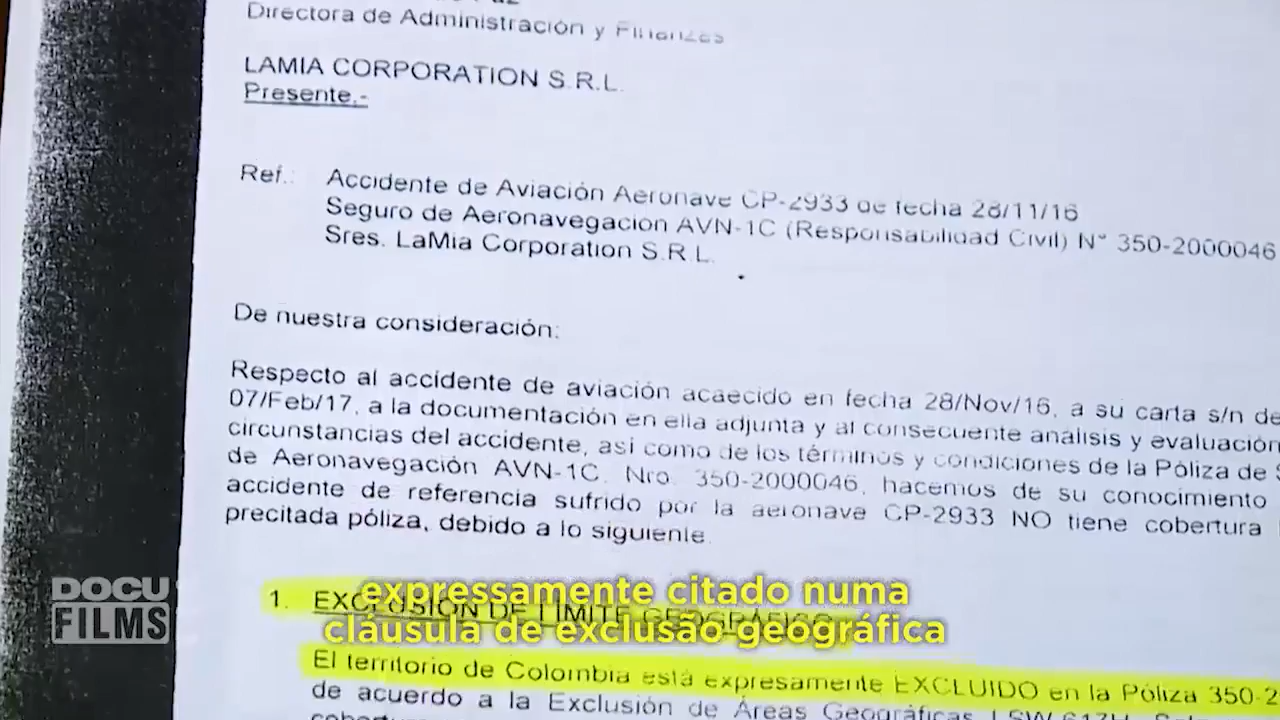 Directora de Administración y Finanzas
LAMIA CORPORATION S.R.L.
Presente.-
Ref.: Accidente de Aviación Aeronave CP-2933 de fecha 28/11/16
Seguro de Aeronavegacion AVN-1C (Responsabilidad Civil) N° 350-2000046
Sres. LaMia Corporation S.R.L.
De nuestra consideración:
Respecto al accidente de aviación acaecido en fecha 28/Nov/16, a su carta s/n de
07/Feb/17, a la documentación en ella adjunta y al consecuente análisis y evaluación
circunstancias del accidente, así como de los términos y condiciones de la Póliza de
de Aeronavegación AVN-1C. Nro. 350-2000046, hacemos de su conocimiento
accidente de referencia sufrido por la aeronave CP-2933 NO tiene cobertura
precitada póliza, debido a lo siguiente.
1. EXCLUSIÓN DE LÍMITE GEOGRÁFICO
expressamente citado numa
cláusula de exclusão geográfica
El territorio de Colombia está expresamente EXCLUIDO en la Póliza 350-2
de acuerdo a la Exclusión de Áreas Geográficas
DOCU
FILMS